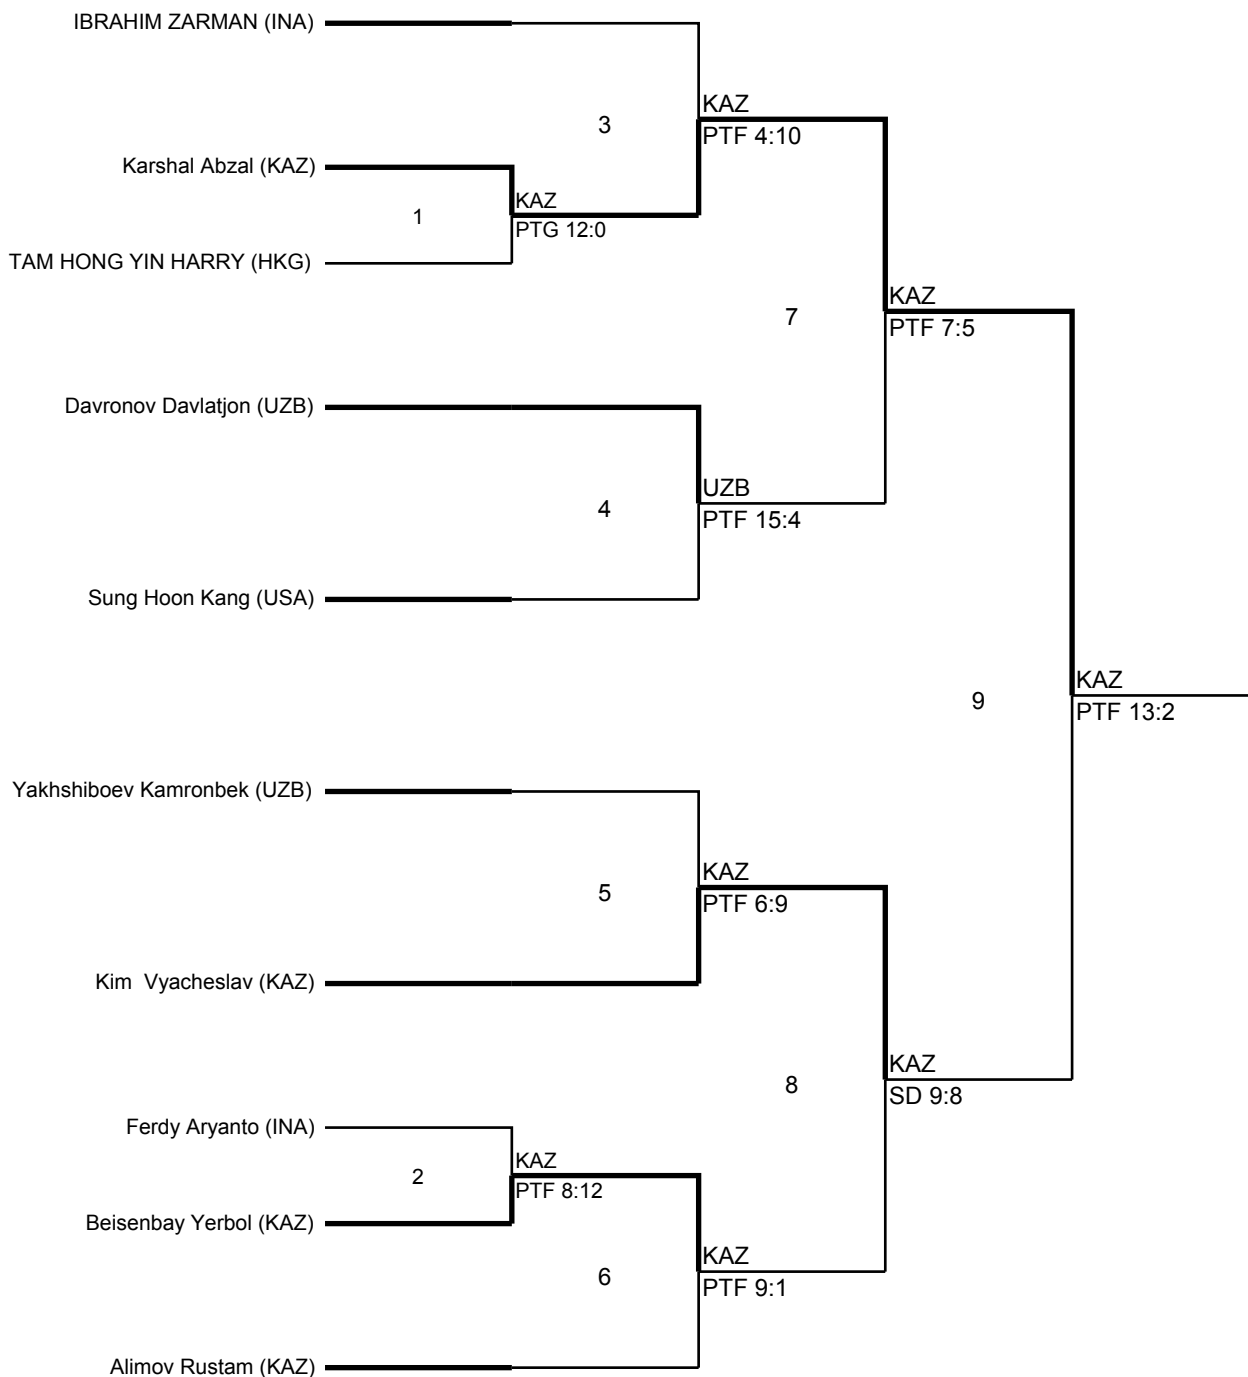 IBRAHIM ZARMAN (INA)
KAZ
3
PTF 4:10
Karshal Abzal (KAZ)
KAZ
1
PTG 12:0
TAM HONG YIN HARRY (HKG)
KAZ
7
PTF 7:5
Davronov Davlatjon (UZB)
UZB
4
PTF 15:4
Sung Hoon Kang (USA)
KAZ
9
PTF 13:2
Yakhshiboev Kamronbek (UZB)
KAZ
5
PTF 6:9
Kim  Vyacheslav (KAZ)
KAZ
8
SD 9:8
Ferdy Aryanto (INA)
KAZ
2
PTF 8:12
Beisenbay Yerbol (KAZ)
KAZ
6
PTF 9:1
Alimov Rustam (KAZ)